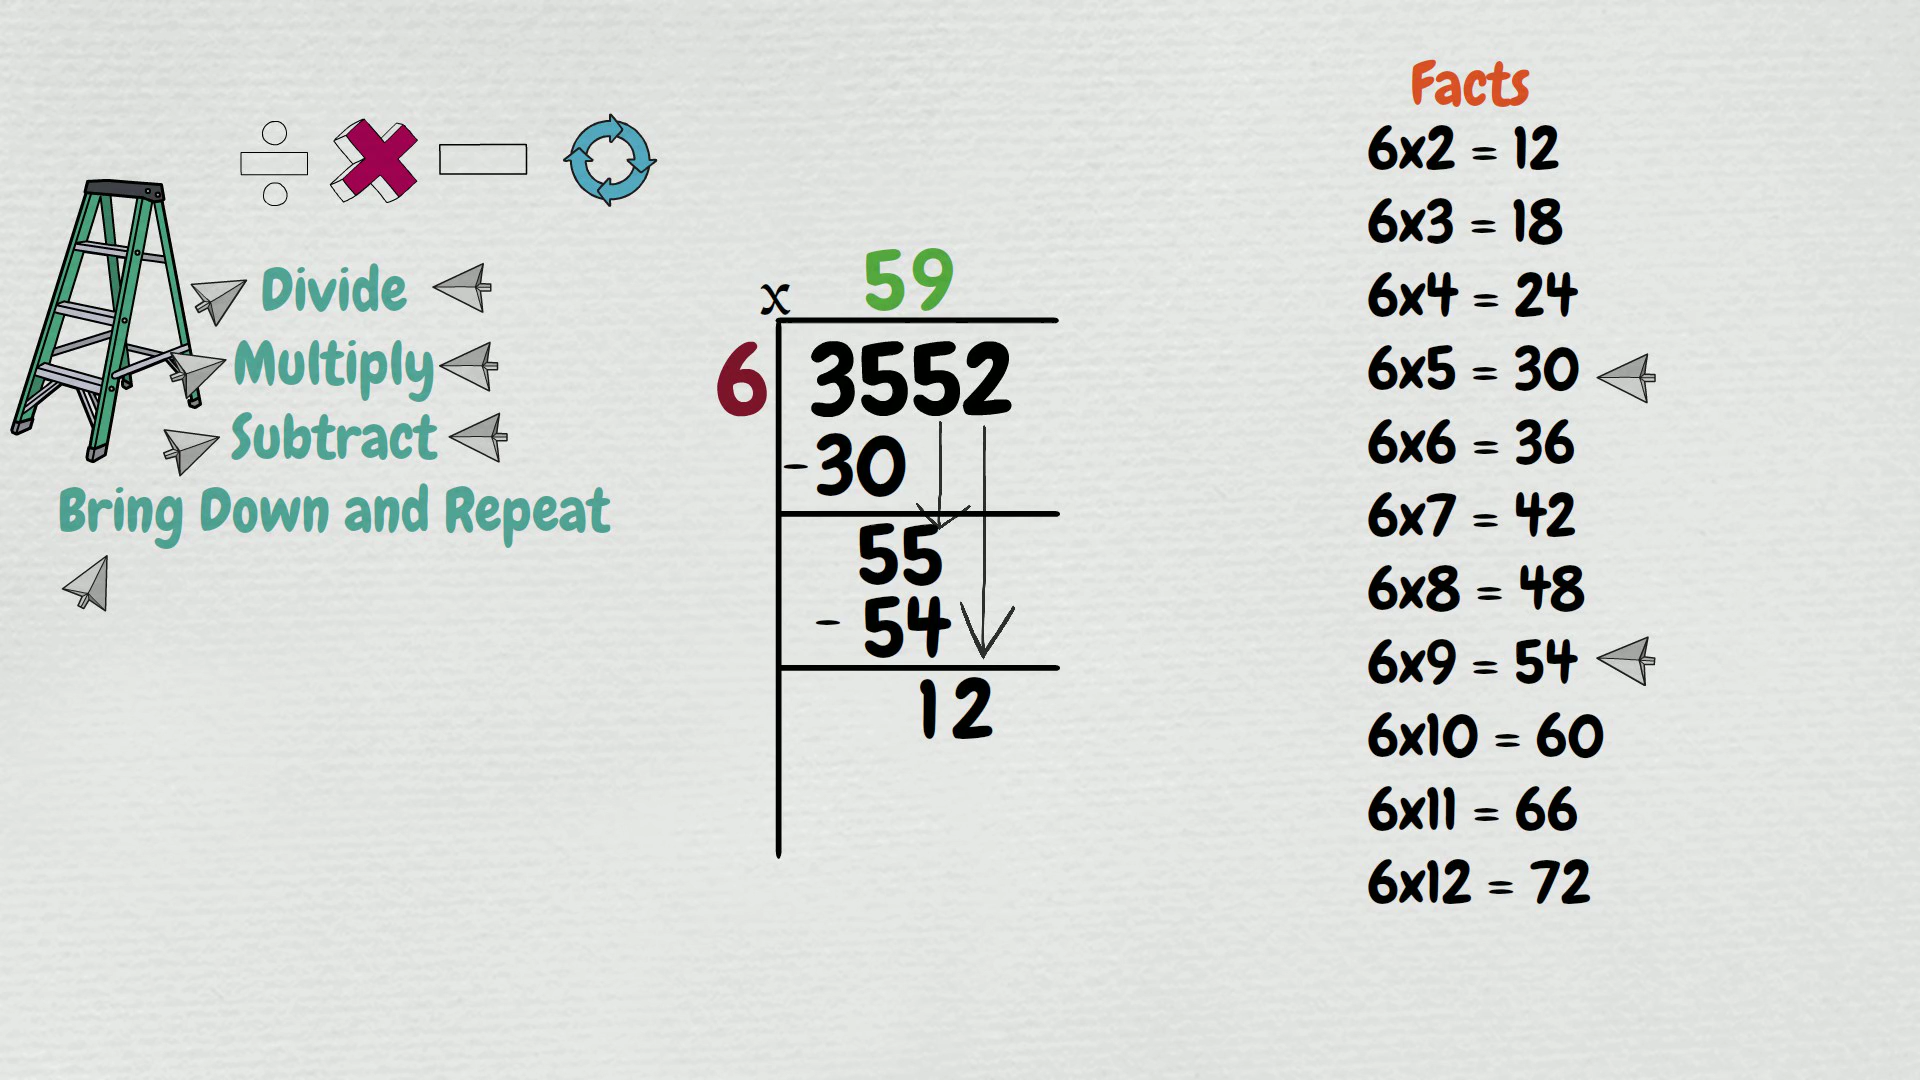 Divide
Multiply
Subtract
Bring Down and Repeat
59
x
6 3552
-30
55
- 54
12
Facts
6x2 = 12
6x3 = 18
6x4 = 24
6x5 = 30
6x6 = 36
6x7 = 42
6x8 = 48
6x9 = 54
6x10 = 60
6x11 = 66
6x12 = 72